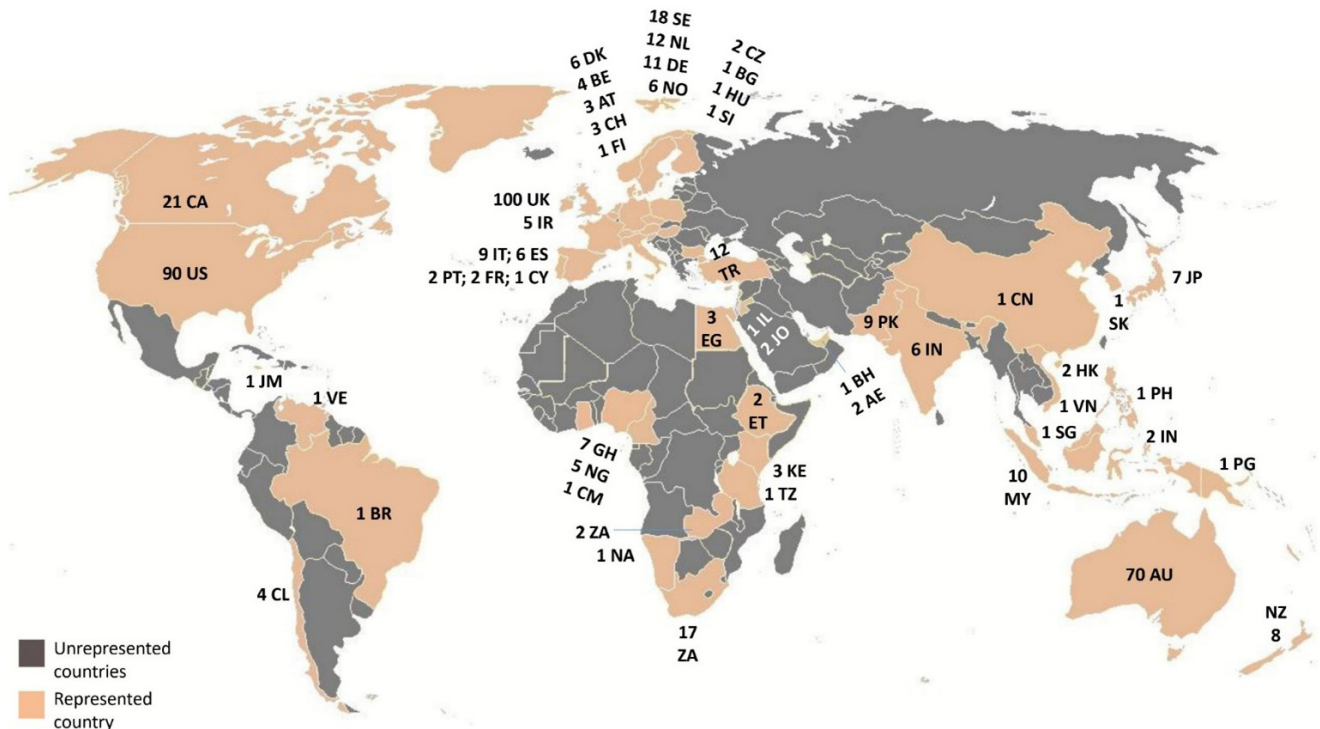 18 SE
12 NL
11 DE
6 NO
6 DK
4 BE
3 AT
3 CH
1 FI
2 CZ
1 BG
1 HU
1 SI
21 CA
100 UK
5 IR
90 US
9 IT; 6 ES
2 PT; 2 FR; 1 CY
12
TR
1 CN
7 JP
1
SK
3
EG
1 IL
2 JO
9 PK
6 IN
1 BH
2 AE
2 HK
1 JM
1 VE
2
ET
1 VN
1 PH
1 SG
2 IN
7 GH
5 NG
1 CM
3 KE
1 TZ
10
MY
1 PG
1 BR
2 ZA
1 NA
4 CL
70 AU
NZ
8
17
ZA
Unrepresented
countries
Represented
country